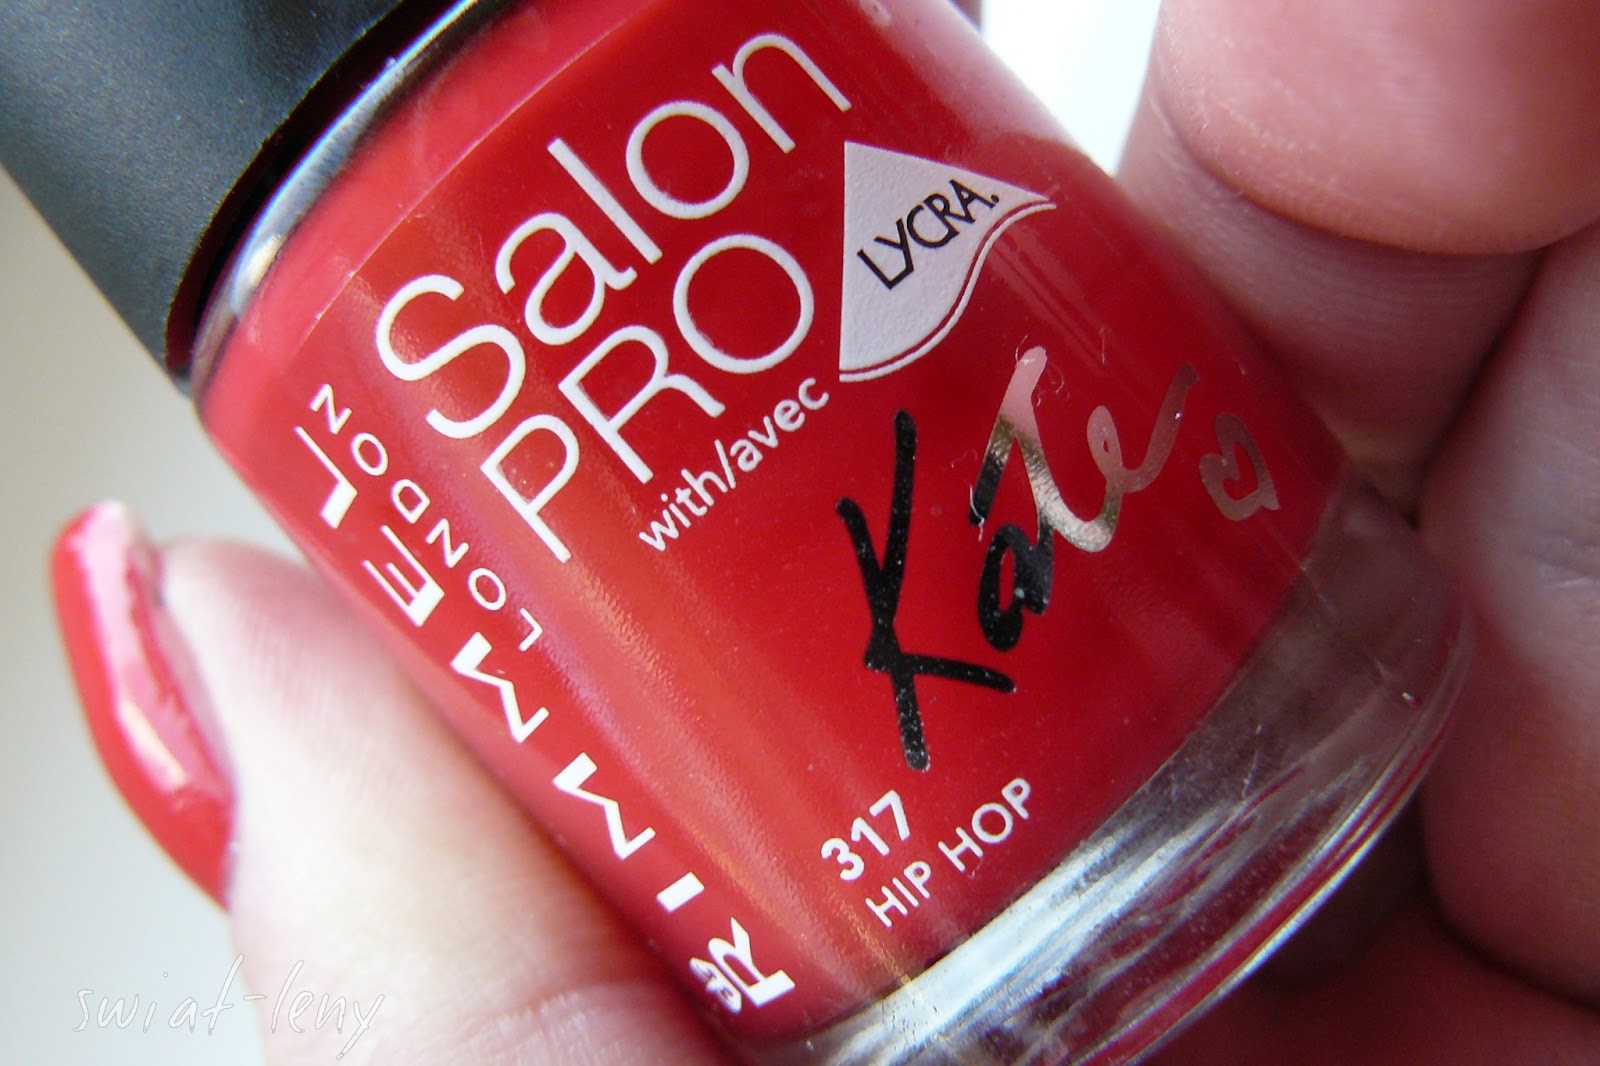 Salon
PRO
with/avec
LYCRA.
Kate
317
HIP HOP
RIMMEL
LONDON
swiat-leny